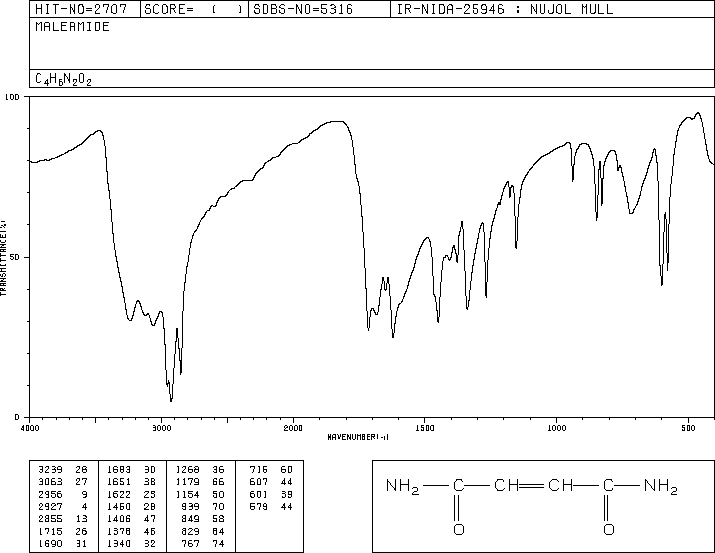 HIT-NO=2707 SCORE= ( ) SDBS-NO=5316 IR-NIDA-25946 : NUJOL MULL
MALEAMIDE
C4H6N2O2
100
TRANSMITTANCE(%)
50
0
4000 3000 2000 1500 1000 500
WAVENUMBER(-1)
3239 28 1683 30 1268 36 716 60
3063 27 1651 38 1179 66 607 44
2956 9 1622 25 1154 50 601 39
2927 4 1460 28 939 70 579 44
2855 13 1406 47 849 58
1715 26 1378 46 829 84
1690 31 1340 32 767 74
NH2 C CH CH C NH2
O O